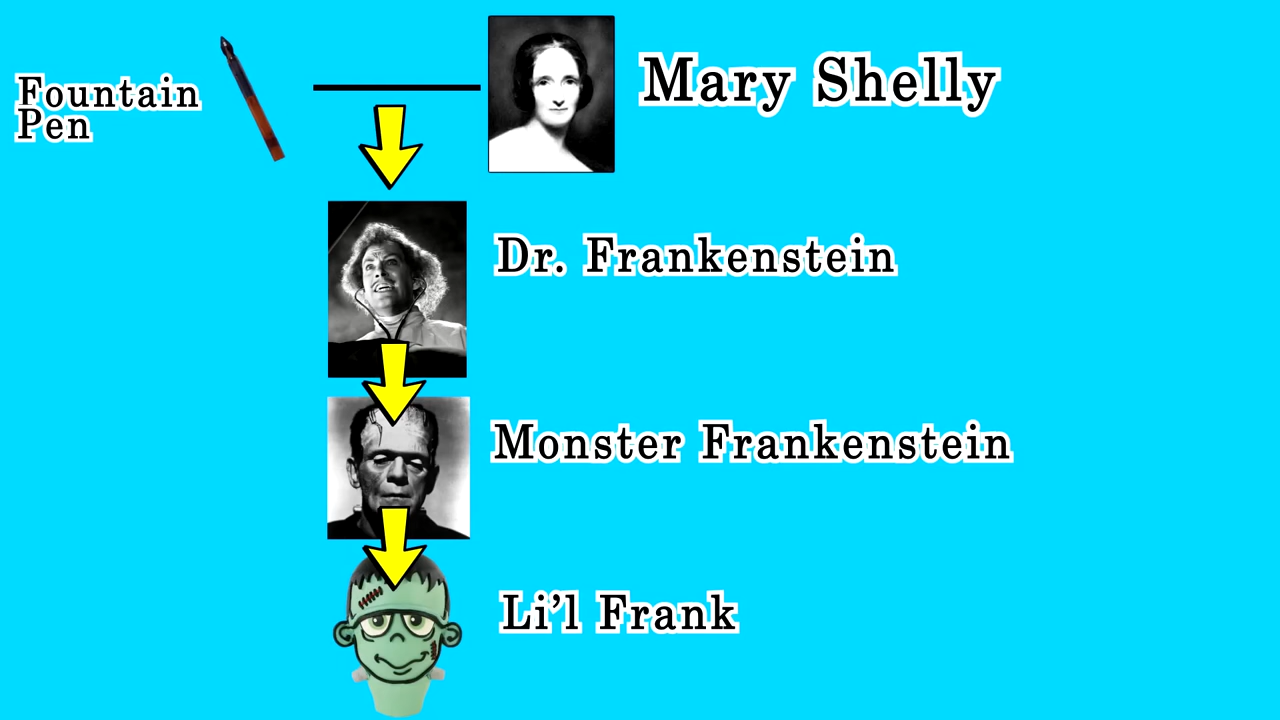 Fountain
Pen
Mary Shelly
Dr. Frankenstein
Monster Frankenstein
Li’l Frank